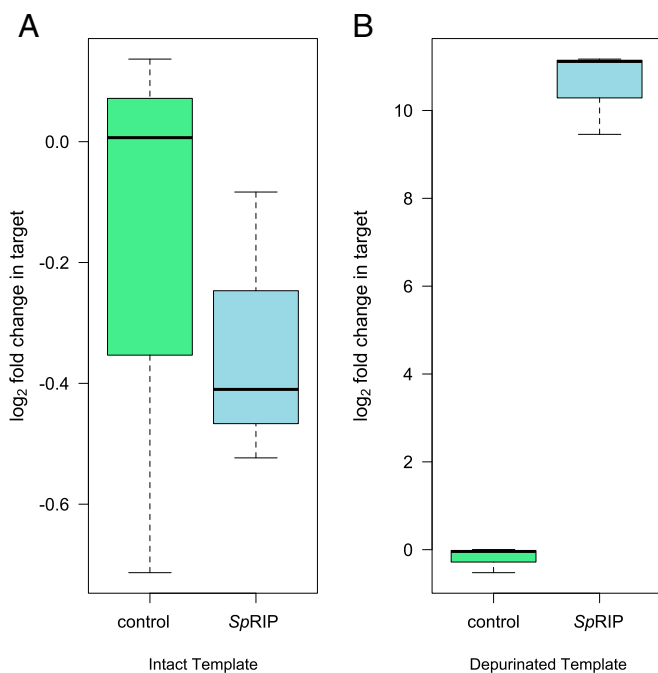 A
log₂ fold change in target
0.0
-0.2
-0.4
-0.6
control
SpRIP
Intact Template
B
log₂ fold change in target
10
8
6
4
2
0
control
SpRIP
Depurinated Template